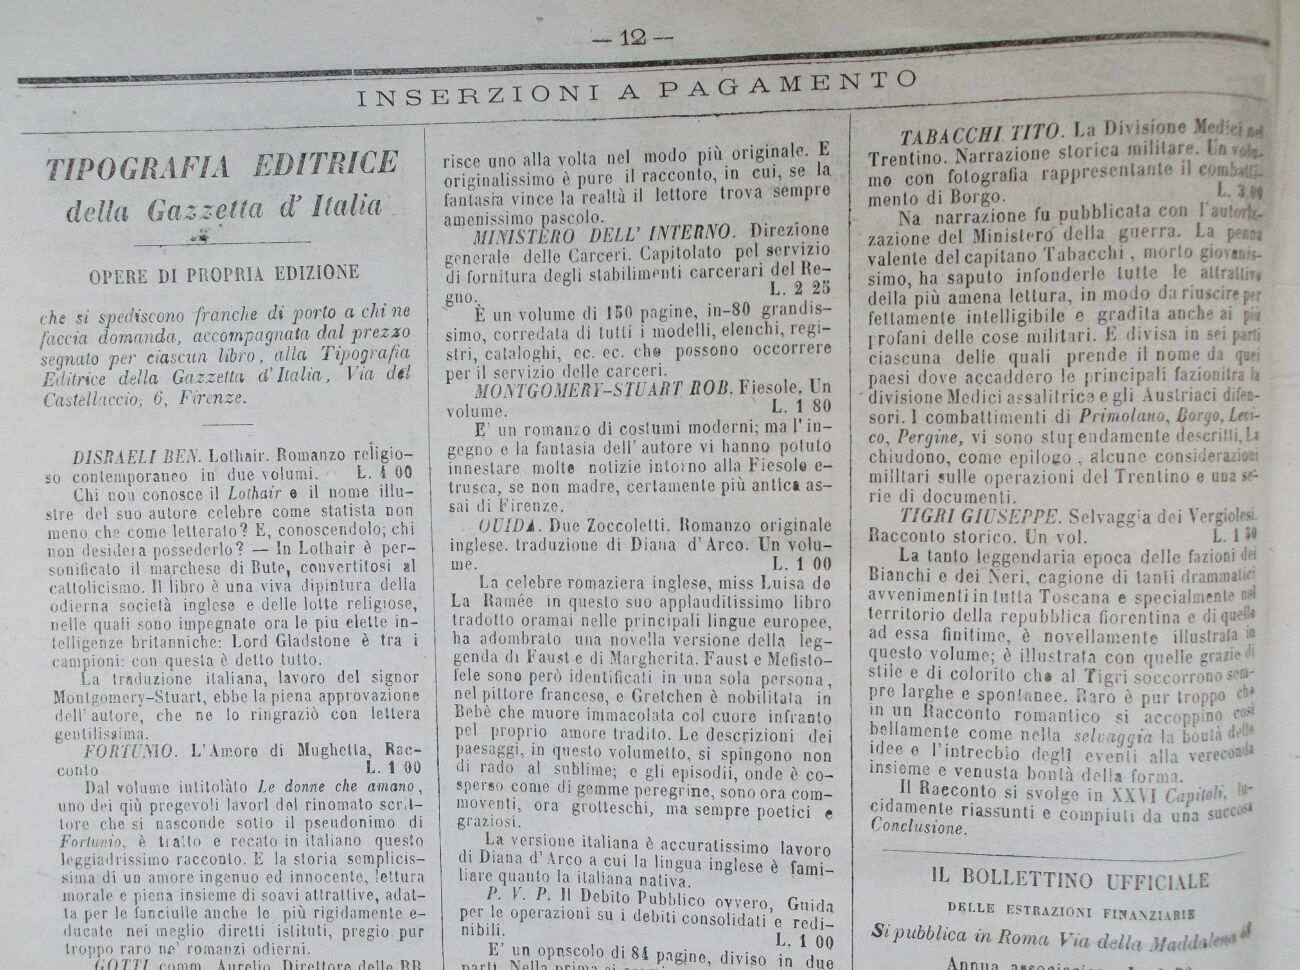 — 12 —
INSERZIONI A PAGAMENTO
TIPOGRAFIA EDITRICE
della Gazzetta d' Italia
OPERE DI PROPRIA EDIZIONE
che si spediscono franche di porto a chi ne
faccia domanda, accompagnata dal prezzo
segnato per ciascun libro, alla Tipografia
Editrice della Gazzetta d'Italia, Via del
Castellaccio, 6, Firenze.
DISRAELI BEN. Lothair. Romanzo religio-
so contemporaneo in due volumi. L. 4 00
Chi non conosce il Lothair e il nome illu-
stre del suo autore celebre come statista non
meno che come letterato? E, conoscendolo; chi
non desidera possederlo? — In Lothair è per-
sonificato il marchese di Bute, convertitosi al
cattolicismo. Il libro è una viva dipintura della
odierna società inglese e delle lotte religiose,
nelle quali sono impegnate ora le piu elette in-
telligenze britanniche: Lord Gladstone è tra i
campioni: con questa è detto tutto.
La traduzione italiana, lavoro del signor
Montgomery-Stuart, ebbe la piena approvazione
dell'autore, che ne lo ringraziò con lettera
gentilissima.
FORTUNIO. L'Amore di Mughetta, Rac-
conto L. 1 00
Dal volume intitolàto Le donne che amano,
uno dei qiù pregevoli lavorl del rinomato scrit-
tore che si nasconde sotto il pseudonimo di
Fortunio, è tratto e recato in italiano questo
leggiadrissimo racconto. E la storia semplicis-
sima di un amore ingenuo ed innocente, lettura
morale e piena insieme di soavi attrattive, adat-
ta per le fanciulle anche le più rigidamente e-
ducate nei meglio diretti istituti, pregio pur
troppo raro ne' romanzi odierni.
GOTTI comm. Aurelio Direttore delle RR.
risce uno alla volta nel modo più originale. E
originalissimo è pure il racconto, in cui, se la
fantasia vince la realtà il lettore trova sempre
amenissimo pascolo.
MINISTERO DELL' INTERNO. Direzione
generale delle Carceri. Capitolato pel servizio
di fornitura degli stabilimenti carcerari del Re-
gno. L. 2 25
È un volume di 150 pagine, in-80 grandis-
simo, corredata di tutti i modelli, elenchi, regi-
stri, cataloghi, ec. ec. che possono occorrere
per il servizio delle carceri.
MONTGOMERY-STUART ROB. Fiesole. Un
volume. L. 1 80
E' un romanzo di costumi moderni; ma l'in-
gegno e la fantasia dell'autore vi hanno potuto
innestare molte notizie intorno alla Fiesole e-
trusca, se non madre, certamente più antica as-
sai di Firenze.
OUIDA. Due Zoccoletti. Romanzo originale
inglese. traduzione di Diana d'Arco. Un volu-
me. L. 1 00
La celebre romaziera inglese, miss Luisa de
La Ramée in questo suo applauditissimo libro
tradotto oramai nelle principali lingue europee,
ha adombrato una novella versione della leg-
genda di Faust e di Margherita. Faust e Mefisto-
fele sono però identificati in una sola persona,
nel pittore francese, e Gretchen è nobilitata in
Bebè che muore immacolata col cuore infranto
pel proprio amore tradito. Le descrizioni dei
paesaggi, in questo volumetto, si spingono non
di rado al sublime; e gli episodii, onde è co-
sperso come di gemme peregrine, sono ora com-
moventi, ora grotteschi, ma sempre poetici e
graziosi.
La versione italiana è accuratissimo lavoro
di Diana d'Arco a cui la lingua inglese è fami-
liare quanto la italiana nativa.
P. V. P. Il Debito Pubblico ovvero, Guida
per le operazioni su i debiti consolidati e redi-
nibili. L. 1 00
E' un opnscolo di 84 pagine, diviso in due
parti. Nella prima si
TABACCHI TITO. La Divisione Medici nel
Trentino. Narrazione storica militare. Un volu-
mo con fotografia rappresentante il combatti-
mento di Borgo. L. 3 00
Na narrazione fu pubblicata con l'autoriz-
zazione del Ministero della guerra. La penna
valente del capitano Tabacchi, morto giovanis-
simo, ha saputo infonderle tutte le attrattive
della più amena lettura, in modo da riuscire per
fettamente intelligibile e gradita anche ai più
profani delle cose militari. E divisa in sei parti
ciascuna delle quali prende il nome da quei
paesi dove accaddero le principali fazionitra la
divisione Medici assalitrice e gli Austriaci difen-
sori. I combattimenti di Primolano, Borgo, Levi-
co, Pergine, vi sono stupendamente descritti, La
chiudono, come epilogo, alcune considerazioni
miiltari sulle operazioni del Trentino e una se-
rie di documenti.
TIGRI GIUSEPPE. Selvaggia dei Vergiolesi.
Racconto storico. Un vol. L. 1
La tanto leggendaria epoca delle fazioni dei
Bianchi e dei Neri, cagione di tanti drammatici
avvenimenti in tutta Toscana e specialmente nel
territorio della repubblica fiorentina e di quella
ad essa finitime, è novellamente illustrata in
questo volume; è illustrata con quelle grazie di
stile e di colorito che al Tigri soccorrono sem-
pre larghe e spontanee. Raro è pur troppo che
in un Racconto romantico si accoppino così
bellamente come nella selvaggia la bontà delle
idee e l'intrecbio degli eventi alla vereconda
insieme e venusta bontà della forma.
Il Raeconto si svolge in XXVI Capitoli, lu-
cidamente riassunti e compiuti da una succosa
Conclusione.
IL BOLLETTINO UFFICIALE
DELLE ESTRAZIONI FINANZIARIE
Si pubblica in Roma Via della Maddalena
Annua